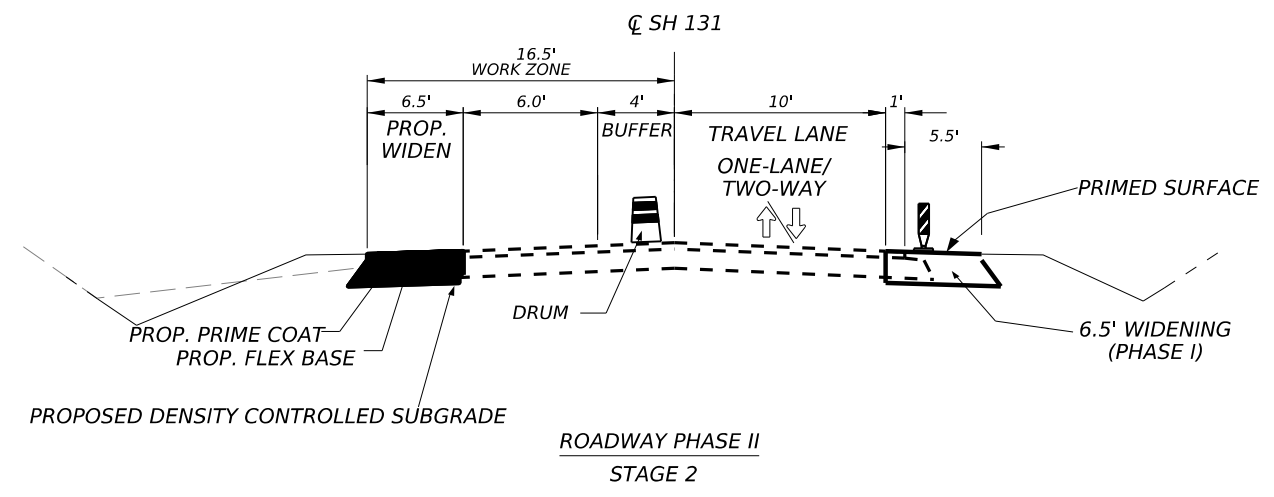 ℄ SH 131
16.5'
WORK ZONE
6.5' 6.0' 4' 10' 1'
PROP.
WIDEN
BUFFER
TRAVEL LANE
5.5'
ONE-LANE/
TWO-WAY
PRIMED SURFACE
DRUM
PROP. PRIME COAT
PROP. FLEX BASE
6.5' WIDENING
(PHASE I)
PROPOSED DENSITY CONTROLLED SUBGRADE
ROADWAY PHASE II
STAGE 2